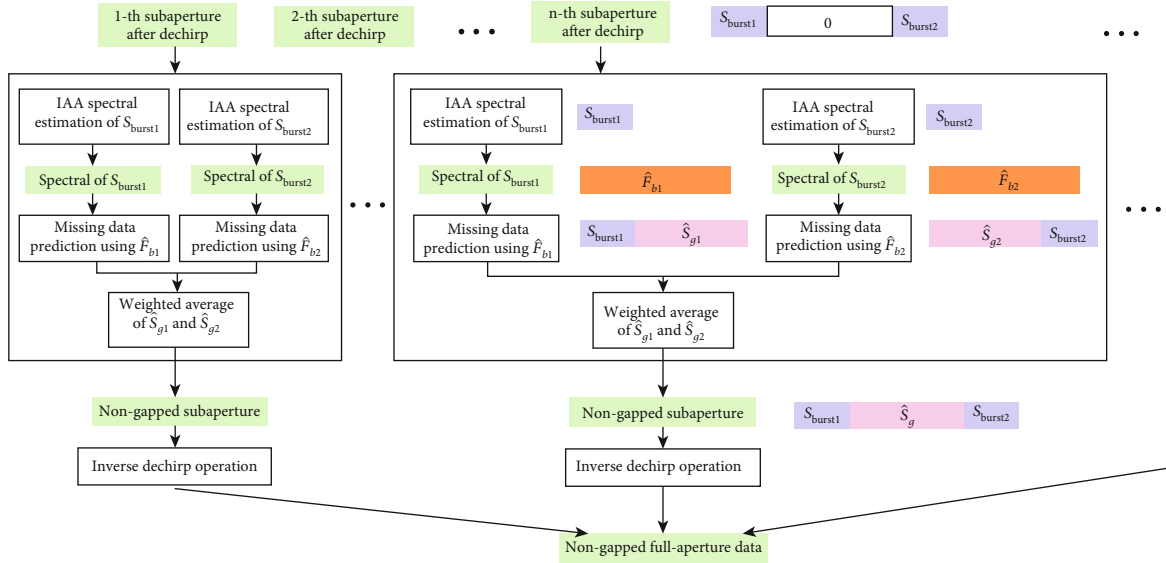 1-th subaperture
after dechirp
2-th subaperture
after dechirp
• • •
n-th subaperture
after dechirp
S_burst1
0
S_burst2
• • •
IAA spectral
estimation of S_burst1
IAA spectral
estimation of S_burst2
Spectral of S_burst1
Spectral of S_burst2
Missing data
prediction using F̂_b1
Missing data
prediction using F̂_b2
Weighted average
of Ŝ_g1 and Ŝ_g2
• • •
IAA spectral
estimation of S_burst1
S_burst1
IAA spectral
estimation of S_burst2
S_burst2
Spectral of S_burst1
F̂_b1
Spectral of S_burst2
F̂_b2
Missing data
prediction using F̂_b1
S_burst1
Ŝ_g1
Missing data
prediction using F̂_b2
Ŝ_g2
S_burst2
Weighted average
of Ŝ_g1 and Ŝ_g2
• • •
Non-gapped subaperture
Non-gapped subaperture
S_burst1
Ŝ_g
S_burst2
Inverse dechirp operation
Inverse dechirp operation
Non-gapped full-aperture data